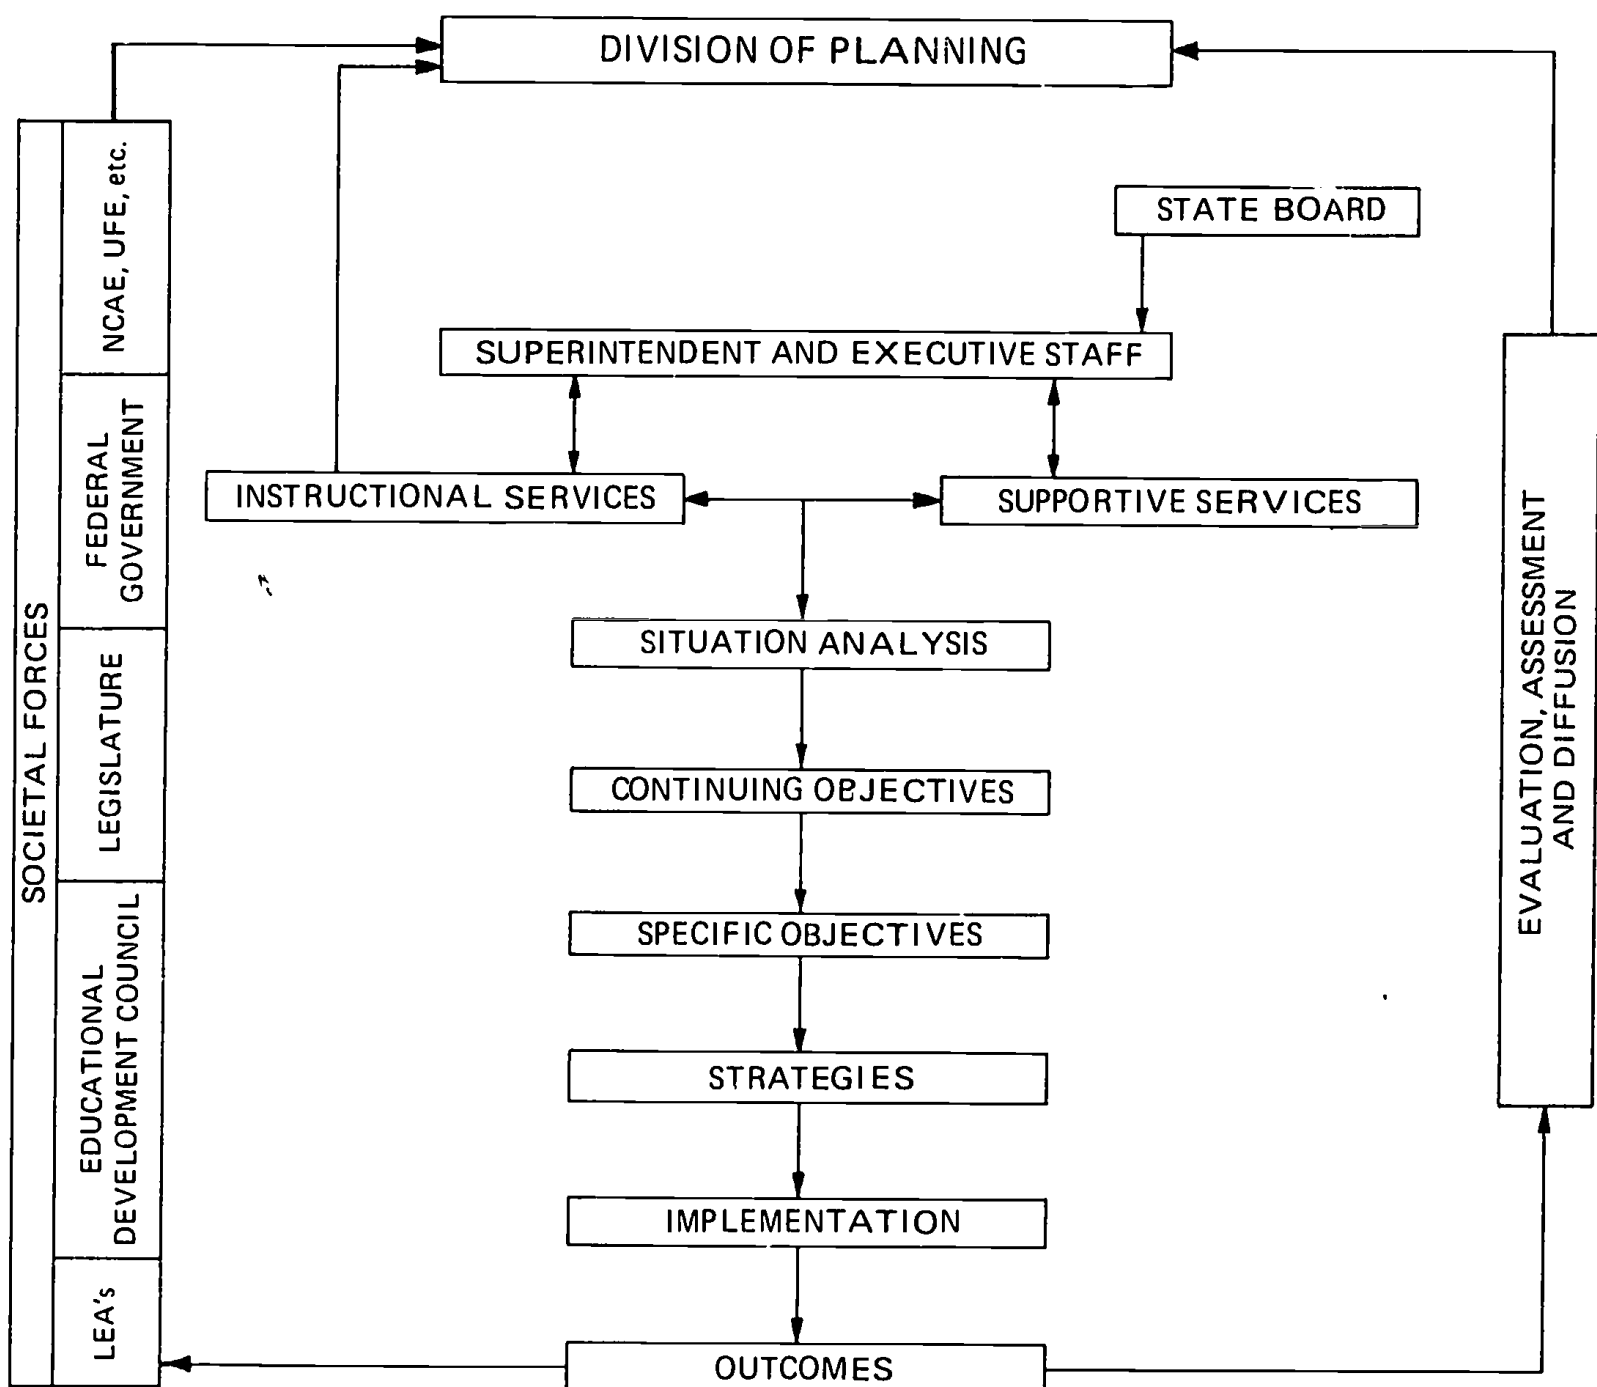 DIVISION OF PLANNING
STATE BOARD
SUPERINTENDENT AND EXECUTIVE STAFF
INSTRUCTIONAL SERVICES
SUPPORTIVE SERVICES
SITUATION ANALYSIS
CONTINUING OBJECTIVES
SPECIFIC OBJECTIVES
STRATEGIES
IMPLEMENTATION
OUTCOMES
SOCIETAL FORCES
NCAE, UFE, etc.
FEDERAL
GOVERNMENT
LEGISLATURE
EDUCATIONAL
DEVELOPMENT COUNCIL
LEA's
EVALUATION, ASSESSMENT
AND DIFFUSION